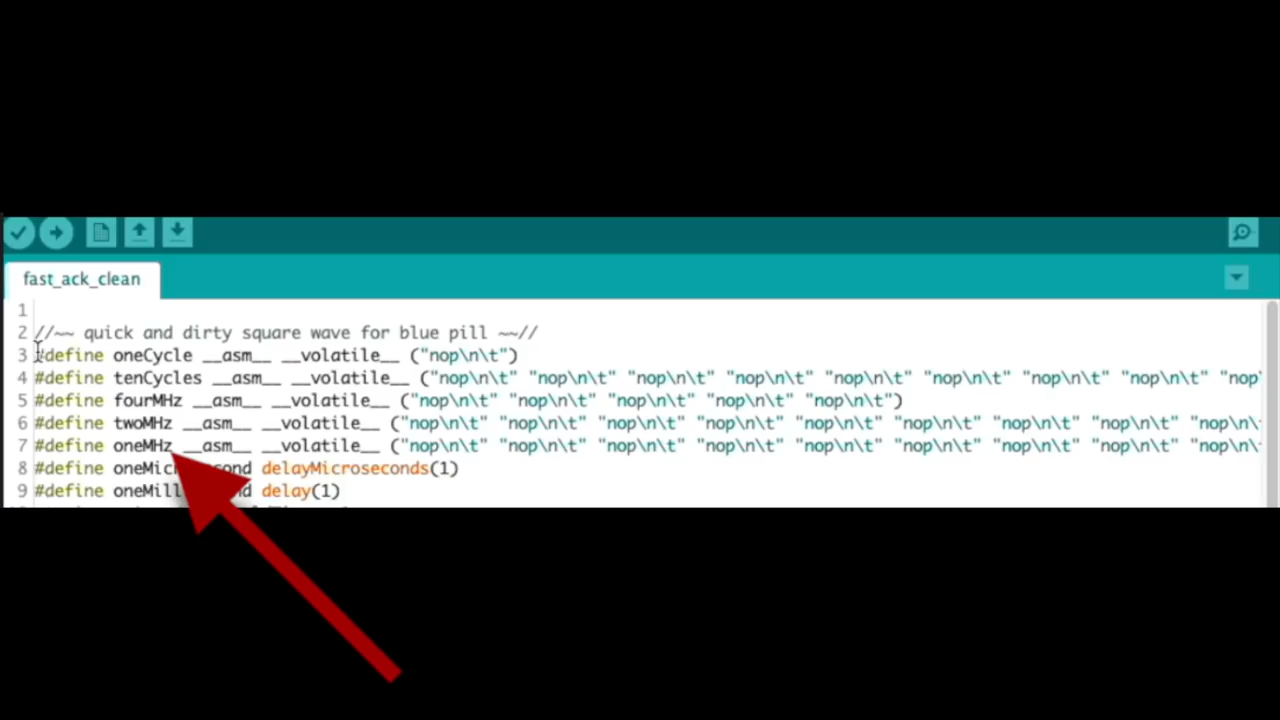 fast_ack_clean
1
2 //~~ quick and dirty square wave for blue pill ~~//
3 #define oneCycle __asm__ __volatile__ ("nop\n\t")
4 #define tenCycles __asm__ __volatile__ ("nop\n\t" "nop\n\t" "nop\n\t" "nop\n\t" "nop\n\t" "nop\n\t" "nop\n\t" "nop\n\t" "nop
5 #define fourMHz __asm__ __volatile__ ("nop\n\t" "nop\n\t" "nop\n\t" "nop\n\t" "nop\n\t")
6 #define twoMHz __asm__ __volatile__ ("nop\n\t" "nop\n\t" "nop\n\t" "nop\n\t" "nop\n\t" "nop\n\t" "nop\n\t" "nop\n\t" "nop\n\
7 #define oneMHz __asm__ __volatile__ ("nop\n\t" "nop\n\t" "nop\n\t" "nop\n\t" "nop\n\t" "nop\n\t" "nop\n\t" "nop\n\t" "nop\n\
8 #define delayMicroseconds(1)
9 #define delay(1)